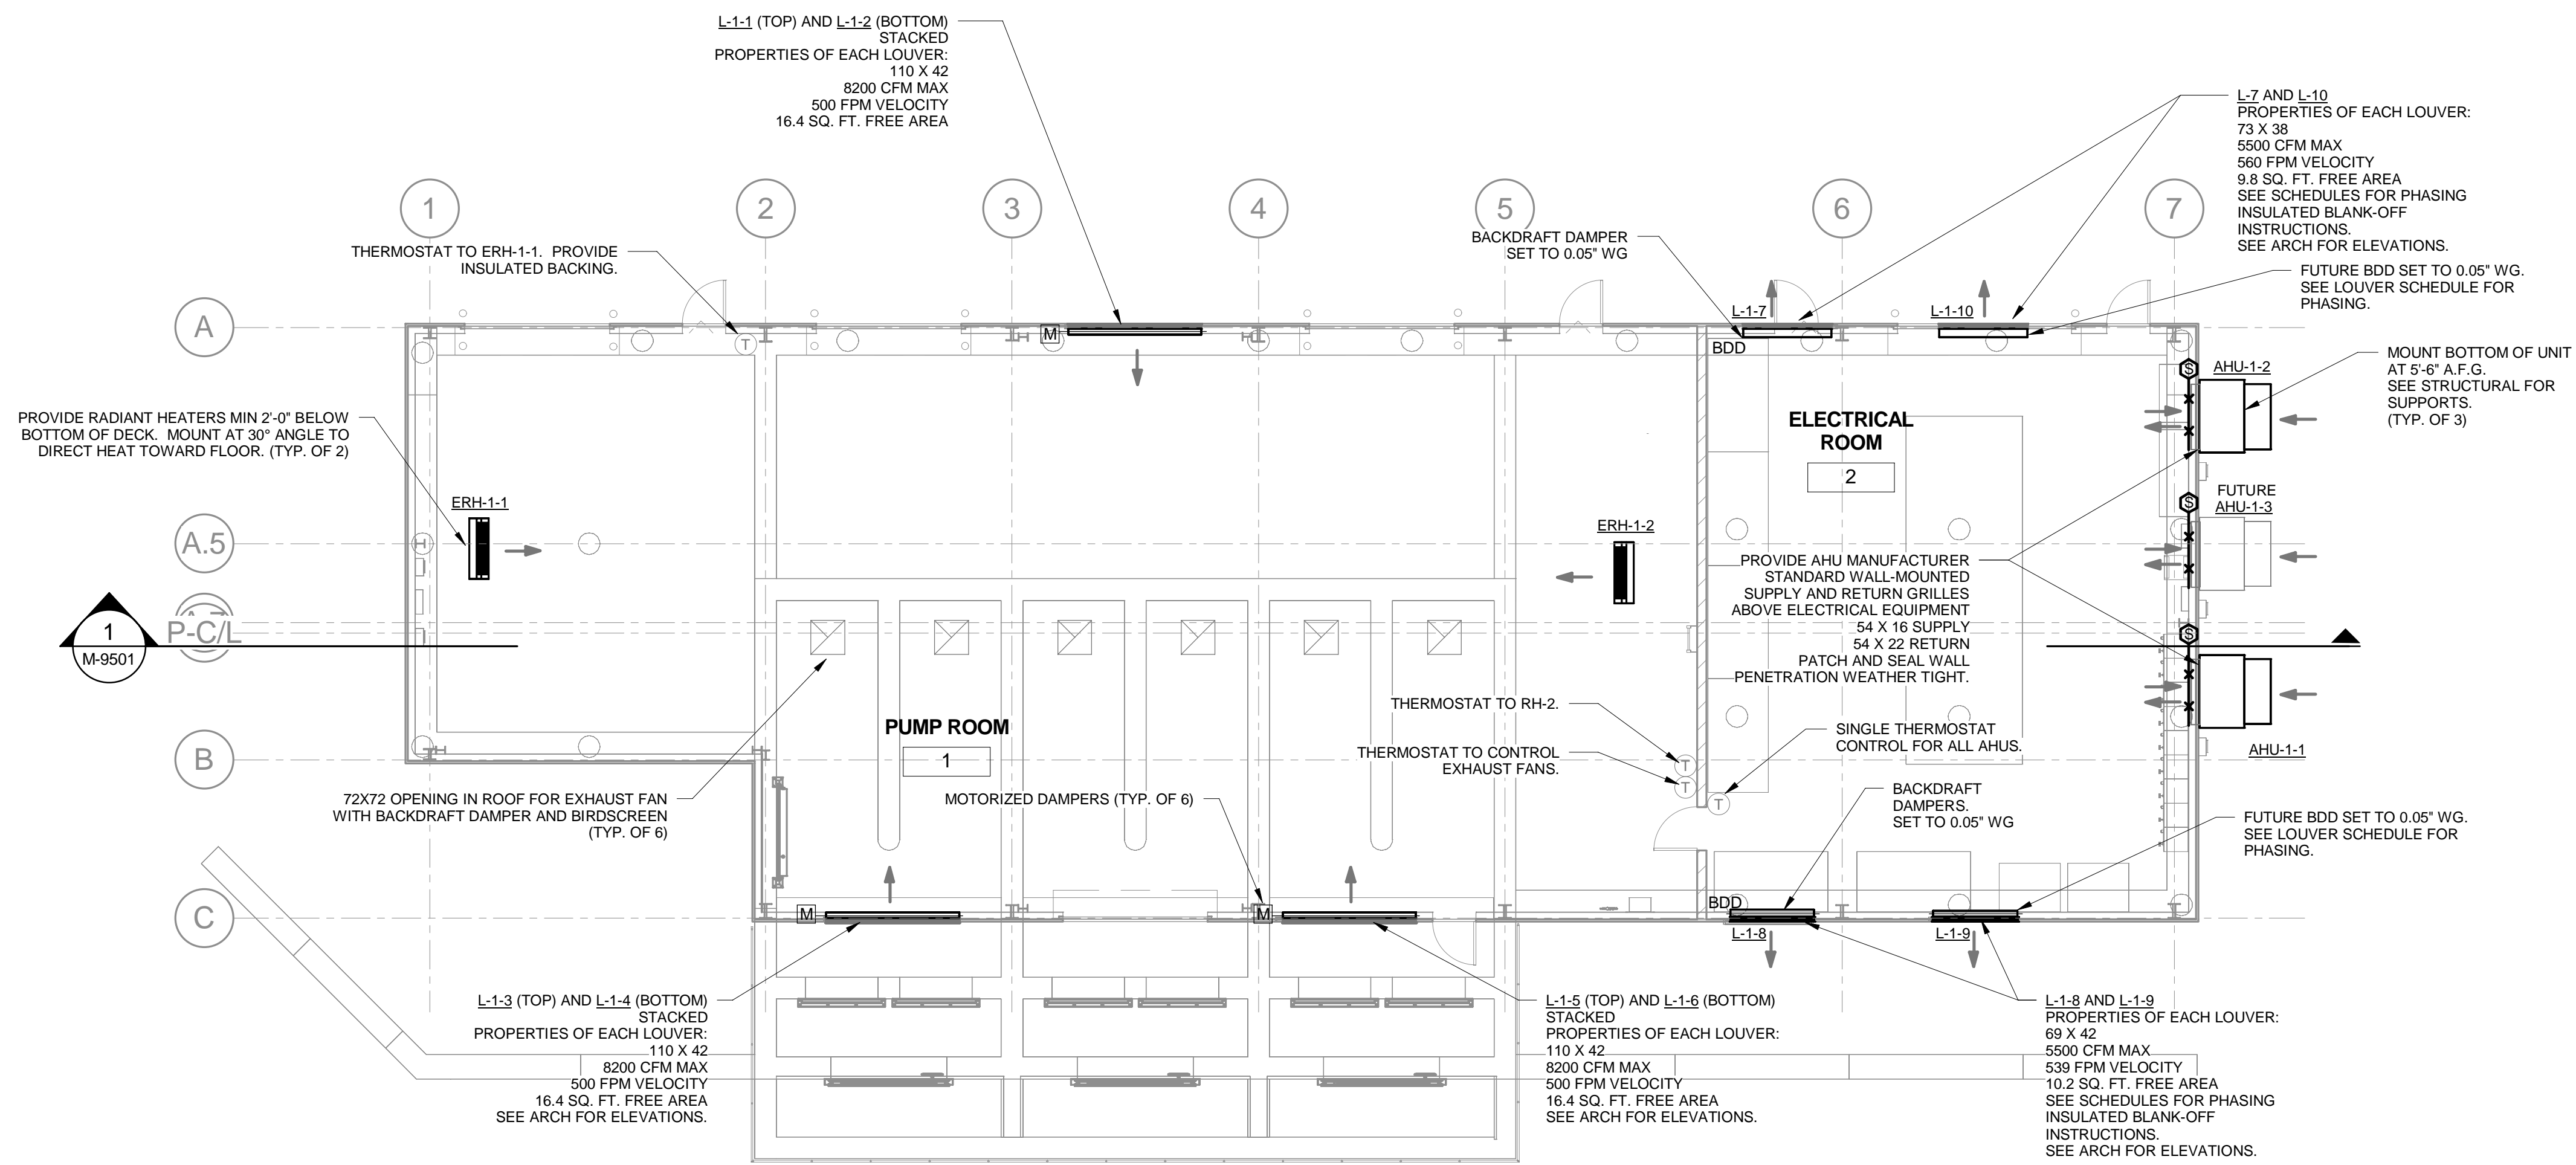 L-1-1 (TOP) AND L-1-2 (BOTTOM)
STACKED
PROPERTIES OF EACH LOUVER:
110 X 42
8200 CFM MAX
500 FPM VELOCITY
16.4 SQ. FT. FREE AREA
L-7 AND L-10
PROPERTIES OF EACH LOUVER:
73 X 38
5500 CFM MAX
560 FPM VELOCITY
9.8 SQ. FT. FREE AREA
SEE SCHEDULES FOR PHASING
INSULATED BLANK-OFF
INSTRUCTIONS.
SEE ARCH FOR ELEVATIONS.
1
2
3
4
5
6
7
THERMOSTAT TO ERH-1-1.  PROVIDE
INSULATED BACKING.
BACKDRAFT DAMPER
SET TO 0.05" WG
FUTURE BDD SET TO 0.05" WG.
SEE LOUVER SCHEDULE FOR
PHASING.
L-1-7
L-1-10
A
M
T
BDD
MOUNT BOTTOM OF UNIT
AT 5'-6" A.F.G.
SEE STRUCTURAL FOR
SUPPORTS.
(TYP. OF 3)
S
AHU-1-2
PROVIDE RADIANT HEATERS MIN 2'-0" BELOW
BOTTOM OF DECK.  MOUNT AT 30° ANGLE TO
DIRECT HEAT TOWARD FLOOR. (TYP. OF 2)
ELECTRICAL
ROOM
2
ERH-1-1
ERH-1-2
S
FUTURE
AHU-1-3
A.5
PROVIDE AHU MANUFACTURER
STANDARD WALL-MOUNTED
SUPPLY AND RETURN GRILLES
ABOVE ELECTRICAL EQUIPMENT
54 X 16 SUPPLY
54 X 22 RETURN
PATCH AND SEAL WALL
PENETRATION WEATHER TIGHT.
1
M-9501
A.7
P-C/L
S
THERMOSTAT TO RH-2.
PUMP ROOM
1
SINGLE THERMOSTAT
CONTROL FOR ALL AHUS.
THERMOSTAT TO CONTROL
EXHAUST FANS.
T
T
T
AHU-1-1
B
72X72 OPENING IN ROOF FOR EXHAUST FAN
WITH BACKDRAFT DAMPER AND BIRDSCREEN
(TYP. OF 6)
MOTORIZED DAMPERS (TYP. OF 6)
BACKDRAFT
DAMPERS.
SET TO 0.05" WG
FUTURE BDD SET TO 0.05" WG.
SEE LOUVER SCHEDULE FOR
PHASING.
C
M
M
BDD
L-1-8
L-1-9
L-1-3 (TOP) AND L-1-4 (BOTTOM)
STACKED
PROPERTIES OF EACH LOUVER:
110 X 42
8200 CFM MAX
500 FPM VELOCITY
16.4 SQ. FT. FREE AREA
SEE ARCH FOR ELEVATIONS.
L-1-5 (TOP) AND L-1-6 (BOTTOM)
STACKED
PROPERTIES OF EACH LOUVER:
110 X 42
8200 CFM MAX
500 FPM VELOCITY
16.4 SQ. FT. FREE AREA
SEE ARCH FOR ELEVATIONS.
L-1-8 AND L-1-9
PROPERTIES OF EACH LOUVER:
69 X 42
5500 CFM MAX
539 FPM VELOCITY
10.2 SQ. FT. FREE AREA
SEE SCHEDULES FOR PHASING
INSULATED BLANK-OFF
INSTRUCTIONS.
SEE ARCH FOR ELEVATIONS.